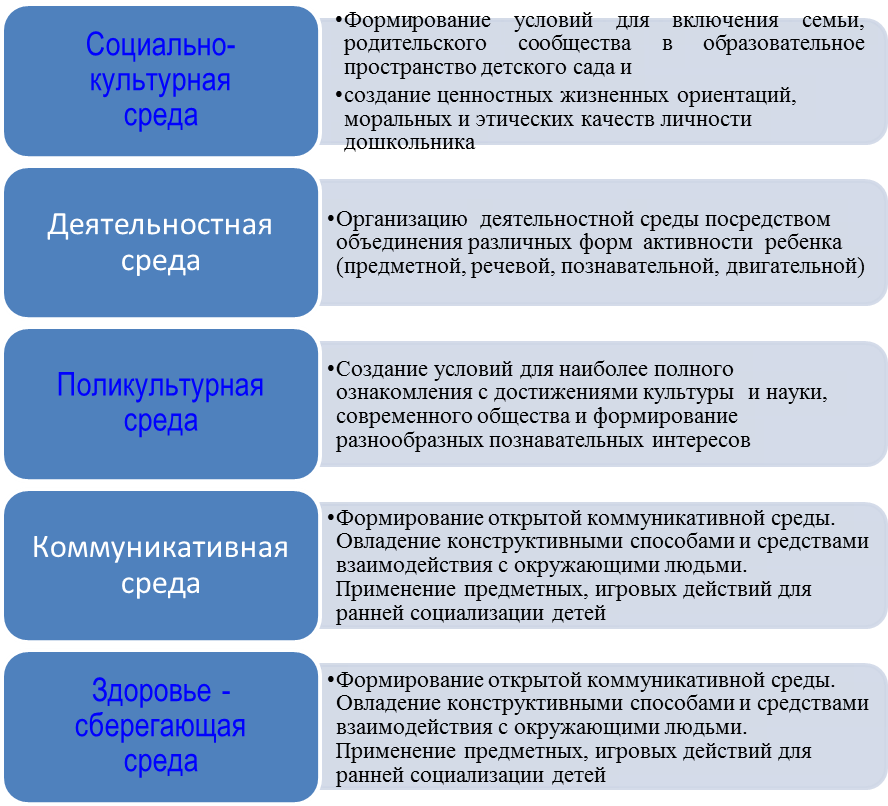 Социально-
культурная
среда
•Формирование условий для включения семьи,
родительского сообщества в образовательное
пространство детского сада и
•создание ценностных жизненных ориентаций,
моральных и этических качеств личности
дошкольника
Деятельностная
среда
•Организацию деятельностной среды посредством
объединения различных форм активности ребенка
(предметной, речевой, познавательной, двигательной)
Поликультурная
среда
•Создание условий для наиболее полного
ознакомления с достижениями культуры и науки,
современного общества и формирование
разнообразных познавательных интересов
Коммуникативная
среда
•Формирование открытой коммуникативной среды.
Овладение конструктивными способами и средствами
взаимодействия с окружающими людьми.
Применение предметных, игровых действий для
ранней социализации детей
Здоровье -
сберегающая
среда
•Формирование открытой коммуникативной среды.
Овладение конструктивными способами и средствами
взаимодействия с окружающими людьми.
Применение предметных, игровых действий для
ранней социализации детей